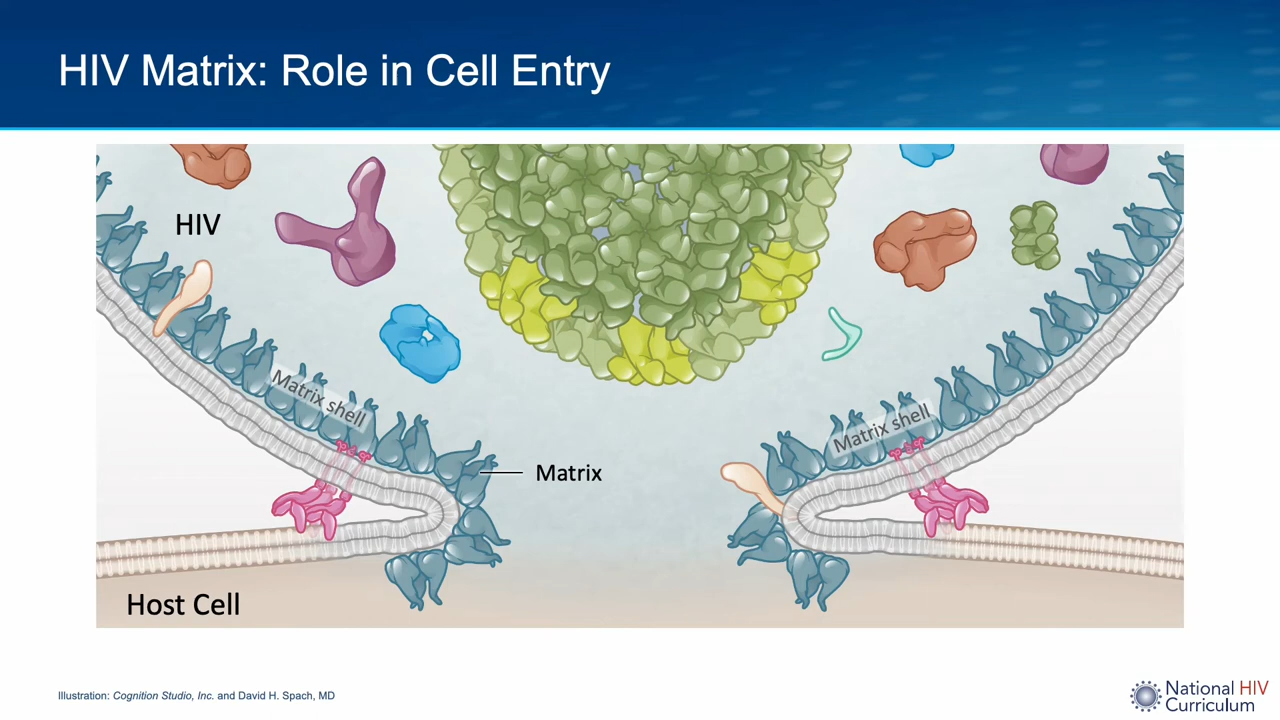 HIV Matrix: Role in Cell Entry
HIV
Matrix shell
Matrix shell
Matrix
Host Cell
Illustration: Cognition Studio, Inc. and David H. Spach, MD
National HIV
Curriculum